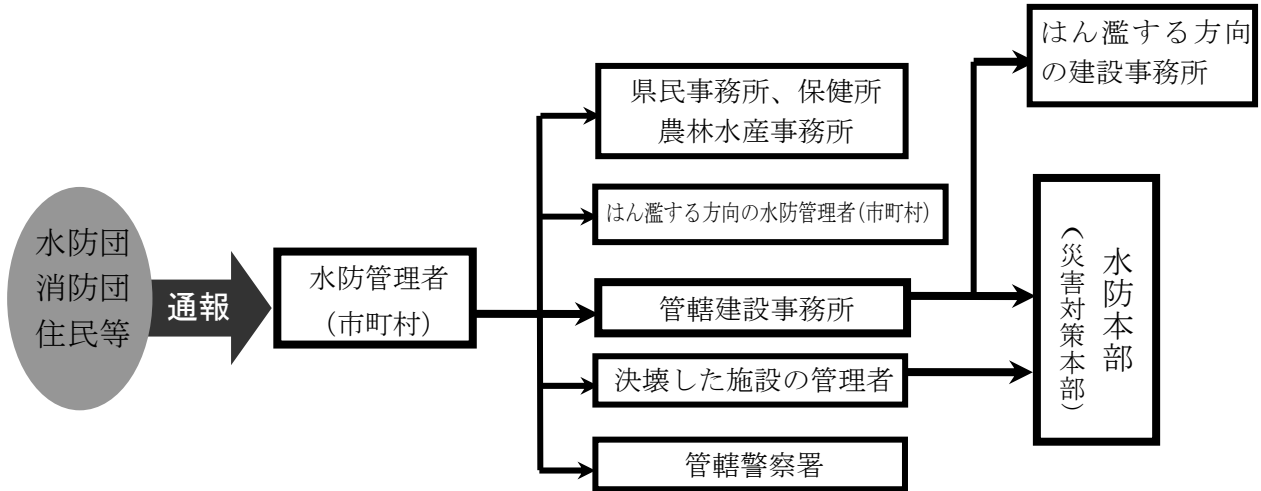 水防団
消防団
住民等
通報
水防管理者
（市町村）
県民事務所、保健所
農林水産事務所
はん濫する方向の水防管理者（市町村）
管轄建設事務所
決壊した施設の管理者
管轄警察署
はん濫する方向
の建設事務所
水防本部
（災害対策本部）